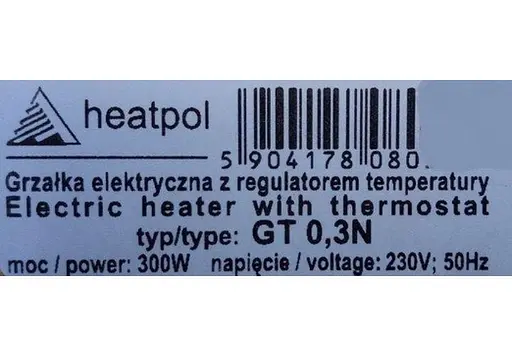 heatpol
5 904178 080
Grzałka elektryczna z regulatorem temperatury
Electric heater with thermostat
typ/type: GT 0,3N
moc / power: 300W napięcie / voltage: 230V; 50Hz